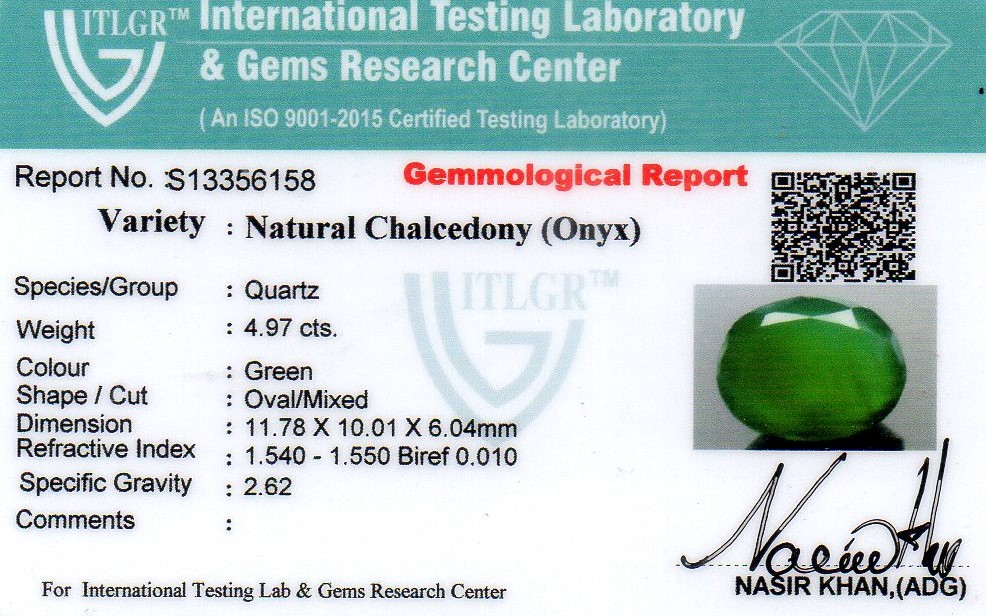 ITLGR™
International Testing Laboratory
& Gems Research Center
( An ISO 9001-2015 Certified Testing Laboratory)
Report No. :S13356158
Gemmological Report
Variety : Natural Chalcedony (Onyx)
ITLGR™
Species/Group : Quartz
Weight : 4.97 cts.
Colour : Green
Shape / Cut : Oval/Mixed
Dimension : 11.78 X 10.01 X 6.04mm
Refractive Index : 1.540 - 1.550 Biref 0.010
Specific Gravity : 2.62
Comments :
NASIR KHAN,(ADG)
For International Testing Lab & Gems Research Center